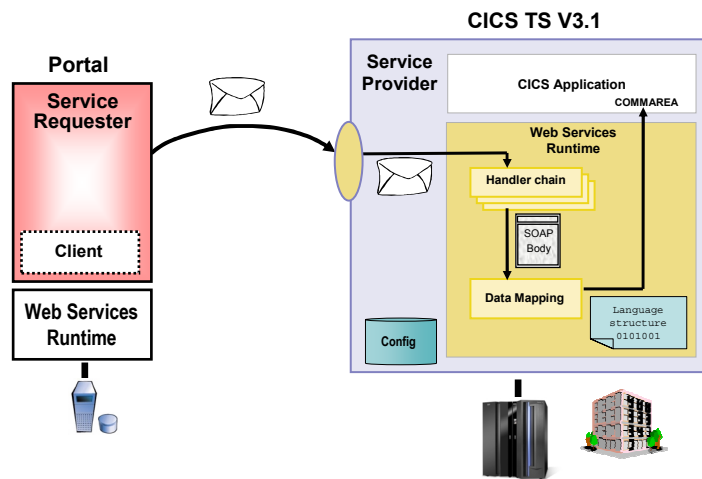 CICS TS V3.1
Portal
Service
Requester
Client
Web Services
Runtime
Service
Provider
CICS Application
COMMAREA
Web Services
Runtime
Handler chain
SOAP
Body
Data Mapping
Language
structure
0101001
Config